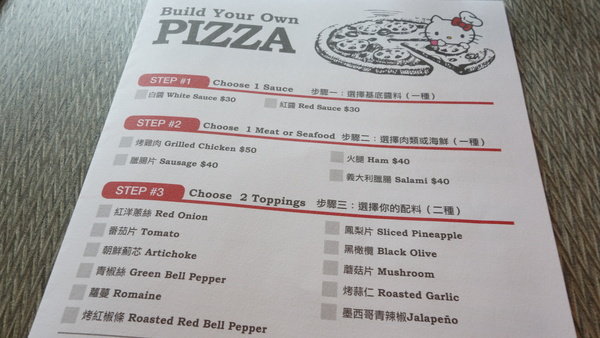 Build Your Own
PIZZA
STEP #1 Choose 1 Sauce 步驟一：選擇基底醬料（一種）
白醬 White Sauce $30
紅醬 Red Sauce $30
STEP #2 Choose 1 Meat or Seafood 步驟二：選擇肉類或海鮮（一種）
烤雞肉 Grilled Chicken $50
火腿 Ham $40
臘腸片 Sausage $40
義大利臘腸 Salami $40
STEP #3 Choose 2 Toppings 步驟三：選擇你的配料（二種）
紅洋蔥絲 Red Onion
番茄片 Tomato
朝鮮薊芯 Artichoke
青椒絲 Green Bell Pepper
蘿蔓 Romaine
烤紅椒條 Roasted Red Bell Pepper
鳳梨片 Sliced Pineapple
黑橄欖 Black Olive
蘑菇片 Mushroom
烤蒜仁 Roasted Garlic
墨西哥青辣椒Jalapeño